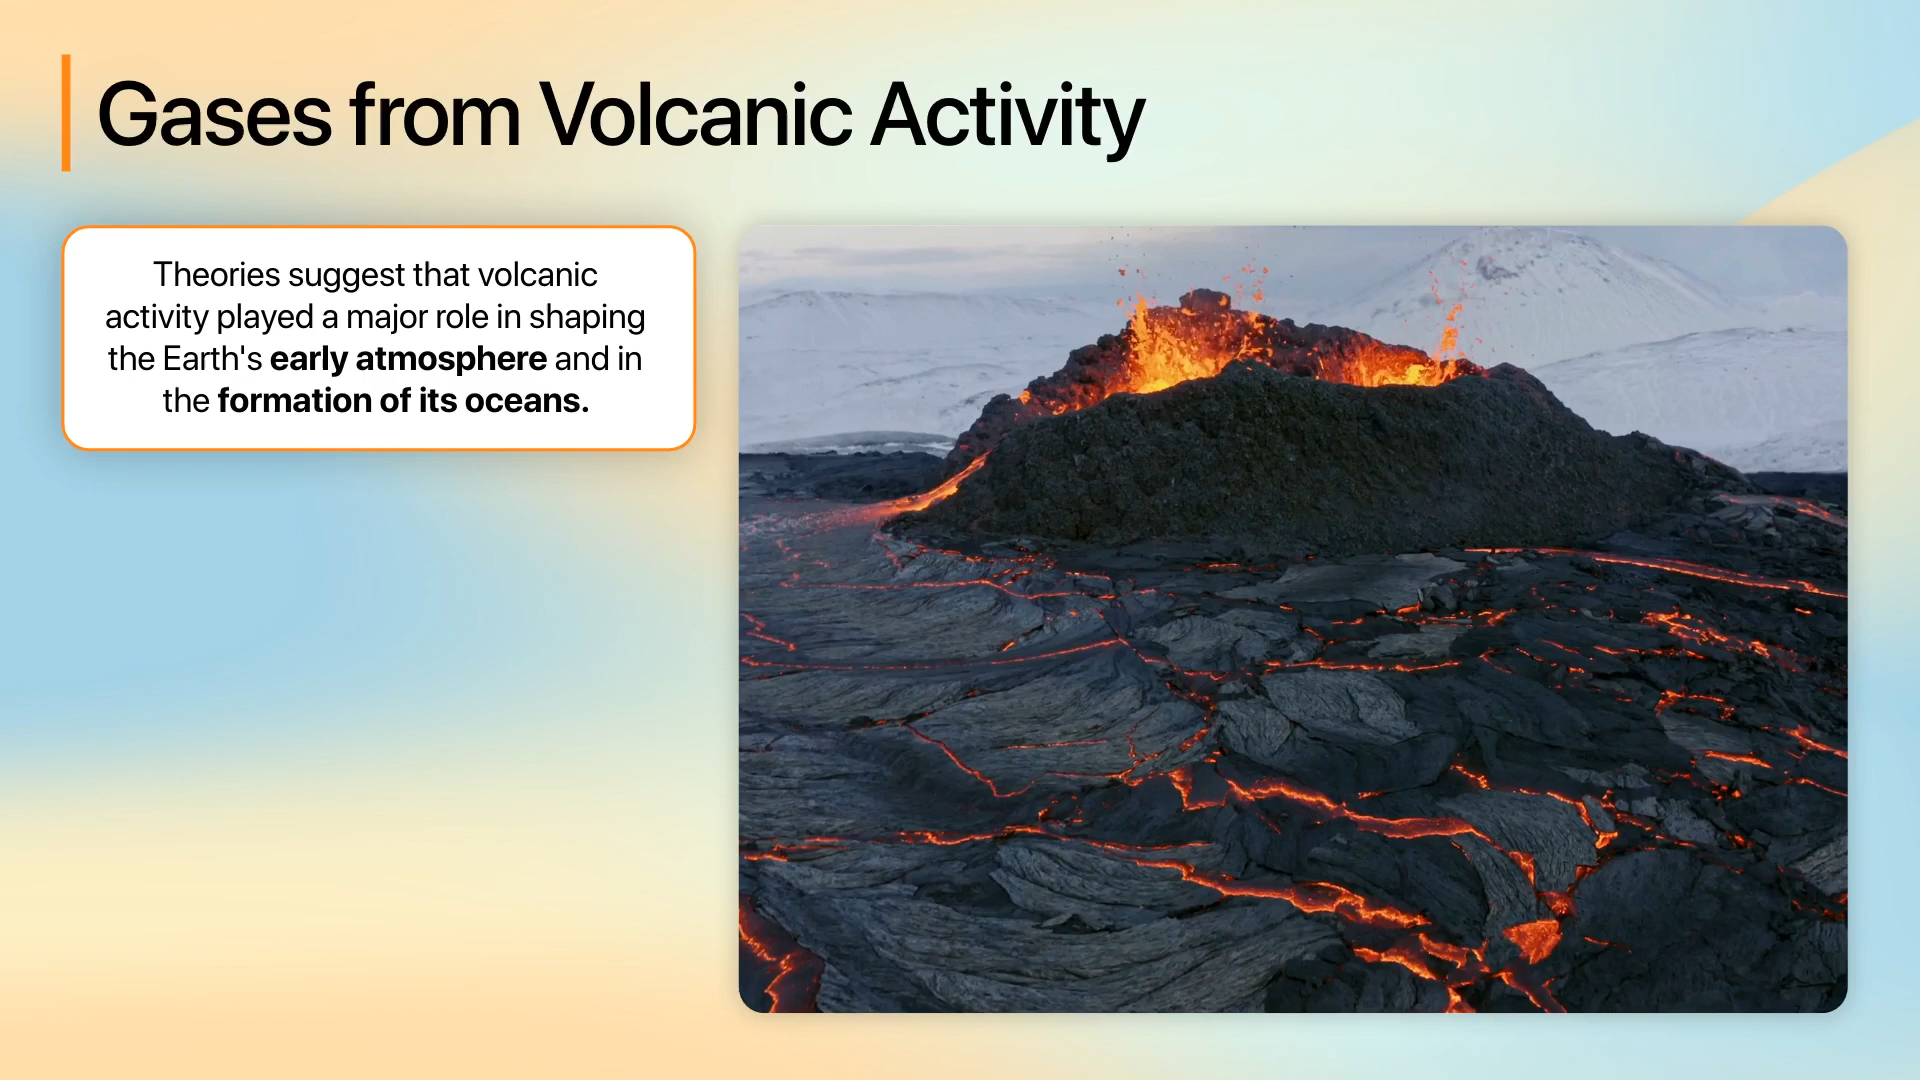 Gases from Volcanic Activity
Theories suggest that volcanic
activity played a major role in shaping
the Earth's early atmosphere and in
the formation of its oceans.